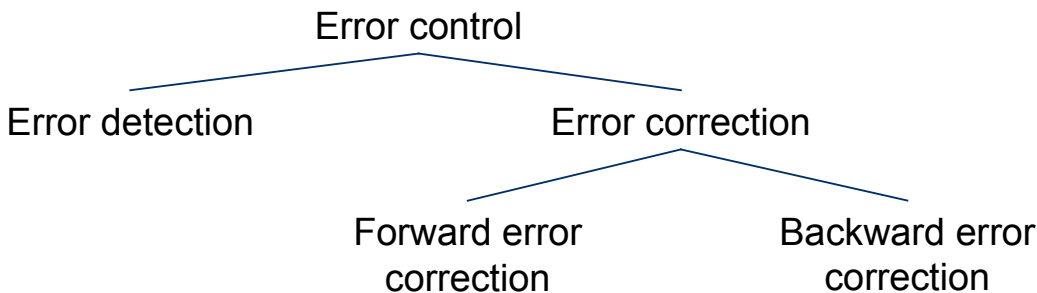 Error control
Error detection
Error correction
Forward error
correction
Backward error
correction